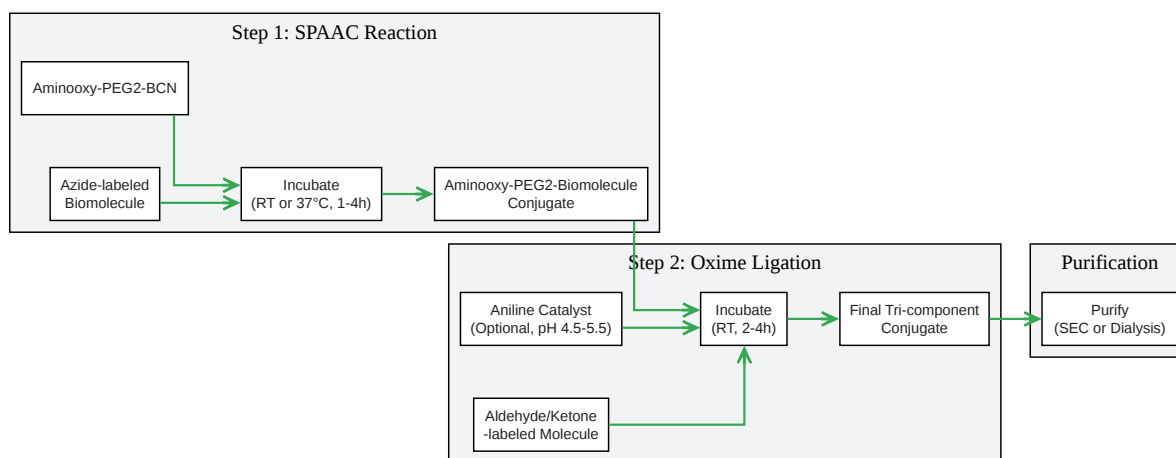 Step 1: SPAAC Reaction
Aminooxy-PEG2-BCN
Azide-labeled
Biomolecule
Incubate
(RT or 37°C, 1-4h)
Aminooxy-PEG2-Biomolecule
Conjugate
Step 2: Oxime Ligation
Aniline Catalyst
(Optional, pH 4.5-5.5)
Incubate
(RT, 2-4h)
Final Tri-component
Conjugate
Aldehyde/Ketone
-labeled Molecule
Purification
Purify
(SEC or Dialysis)